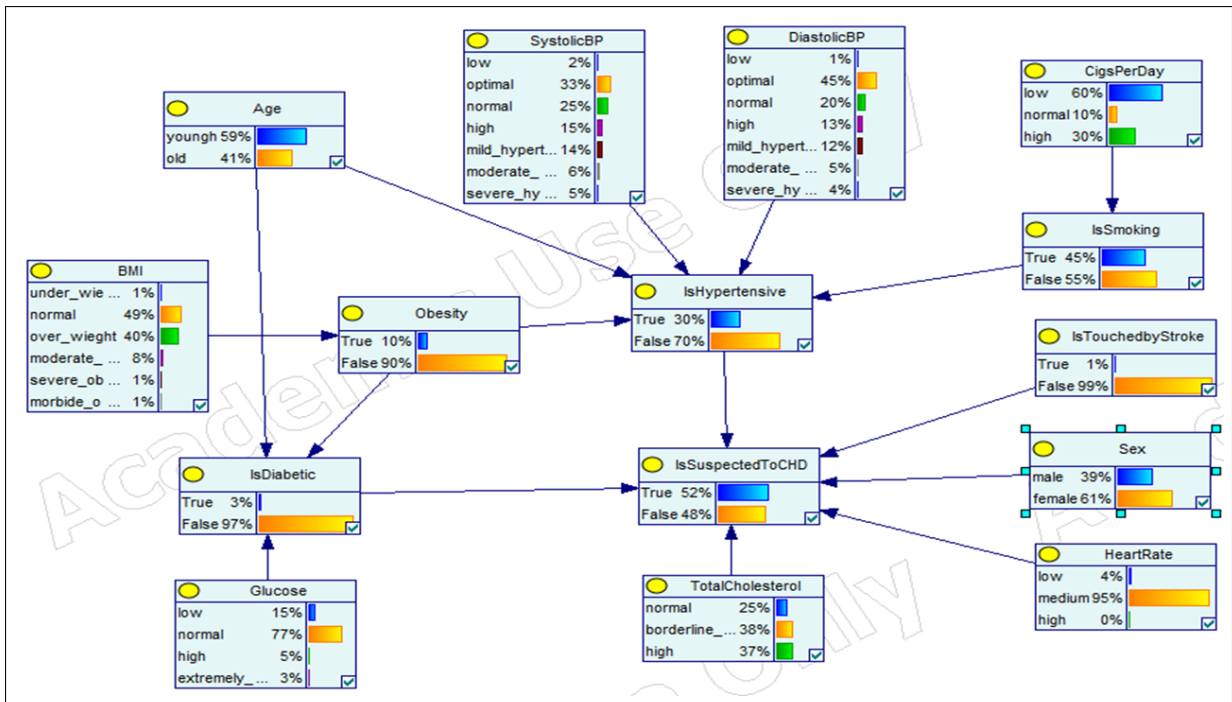 SystolicBP
low 2%
optimal 33%
normal 25%
high 15%
mild_hypert... 14%
moderate_ ... 6%
severe_hy ... 5%
DiastolicBP
low 1%
optimal 45%
normal 20%
high 13%
mild_hypert... 12%
moderate_ ... 5%
severe_hy ... 4%
CigsPerDay
low 60%
normal 10%
high 30%
Age
youngh 59%
old 41%
IsSmoking
True 45%
False 55%
BMI
under_wie ... 1%
normal 49%
over_wieght 40%
moderate_ ... 8%
severe_ob ... 1%
morbide_o ... 1%
Obesity
True 10%
False 90%
IsHypertensive
True 30%
False 70%
IsTouchedbyStroke
True 1%
False 99%
IsDiabetic
True 3%
False 97%
IsSuspectedToCHD
True 52%
False 48%
Sex
male 39%
female 61%
HeartRate
low 4%
medium 95%
high 0%
Glucose
low 15%
normal 77%
high 5%
extremely_ ... 3%
TotalCholesterol
normal 25%
borderline_... 38%
high 37%
Academic Use Only